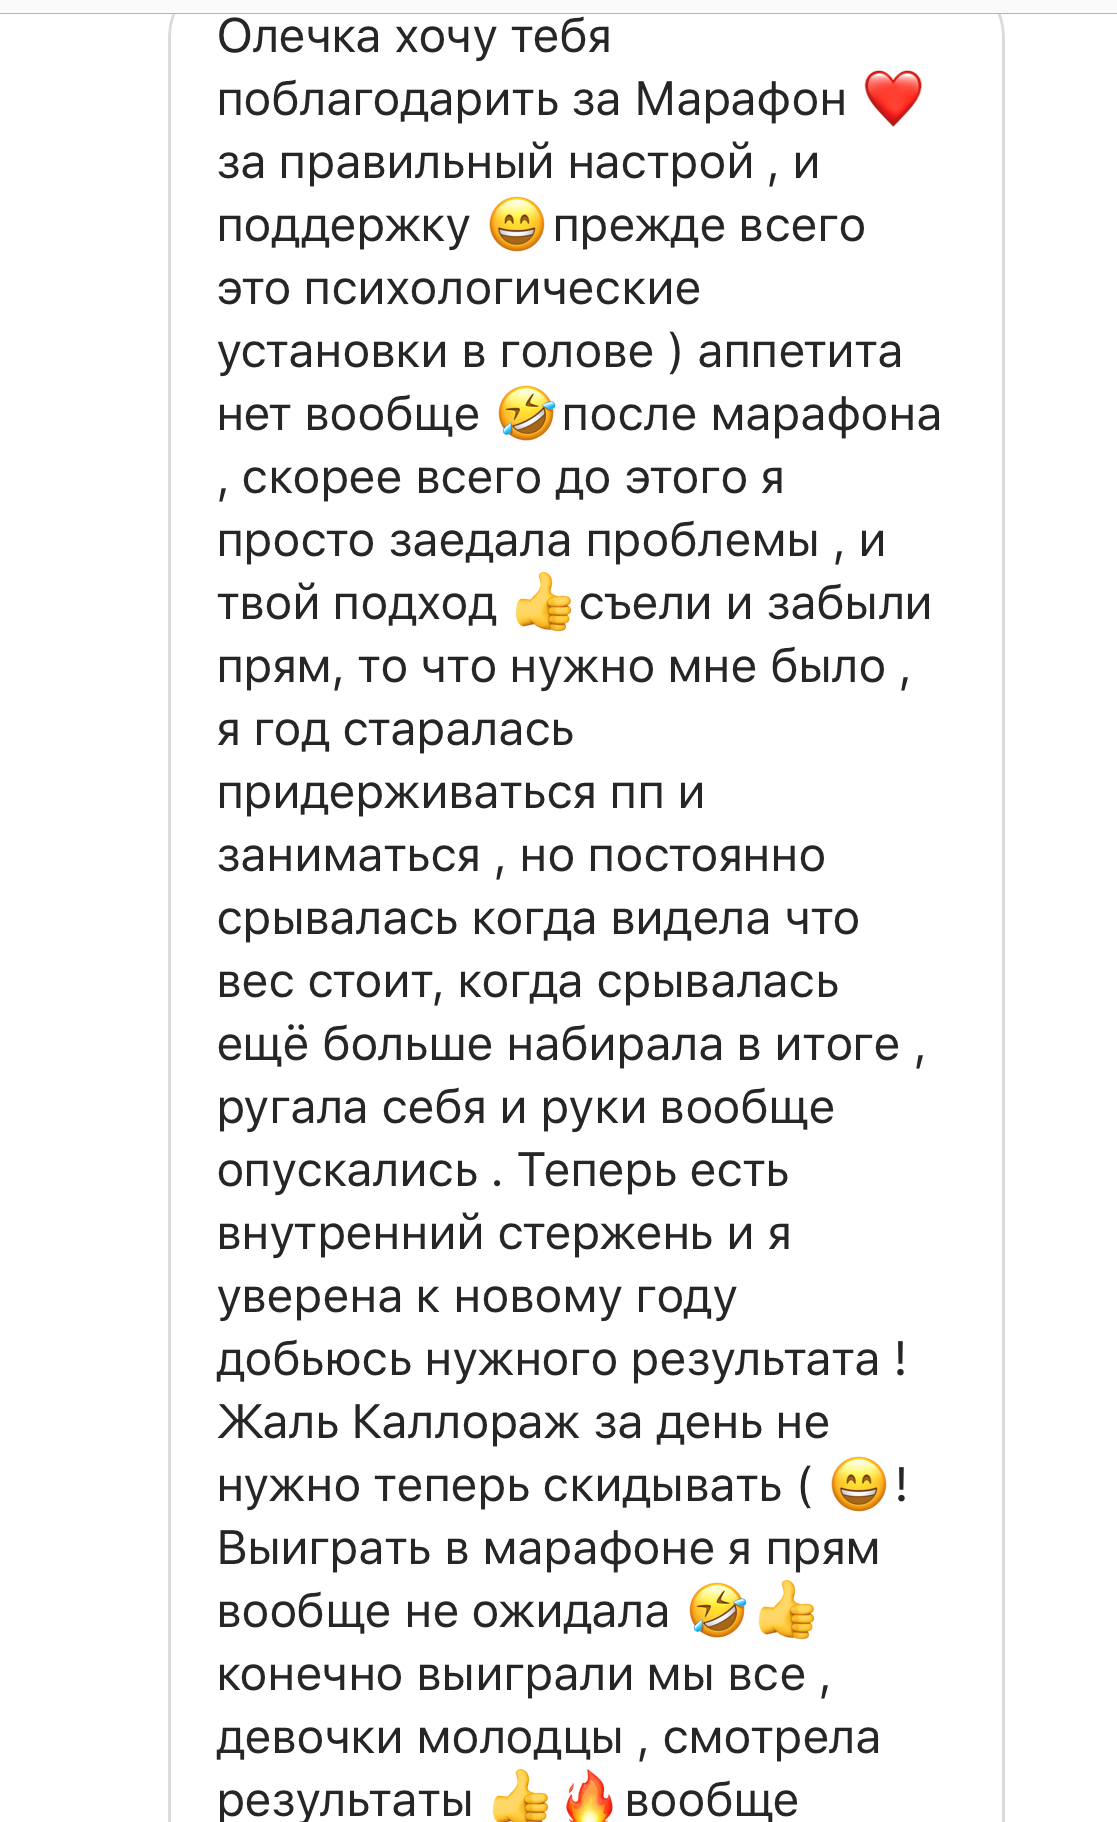 Олечка хочу тебя
поблагодарить за Марафон ❤️
за правильный настрой , и
поддержку 😄прежде всего
это психологические
установки в голове ) аппетита
нет вообще 🤣после марафона
, скорее всего до этого я
просто заедала проблемы , и
твой подход 👍съели и забыли
прям, то что нужно мне было ,
я год старалась
придерживаться пп и
заниматься , но постоянно
срывалась когда видела что
вес стоит, когда срывалась
ещё больше набирала в итоге ,
ругала себя и руки вообще
опускались . Теперь есть
внутренний стержень и я
уверена к новому году
добьюсь нужного результата !
Жаль Каллораж за день не
нужно теперь скидывать ( 😄!
Выиграть в марафоне я прям
вообще не ожидала 🤣👍
конечно выиграли мы все ,
девочки молодцы , смотрела
результаты 👍🔥вообще